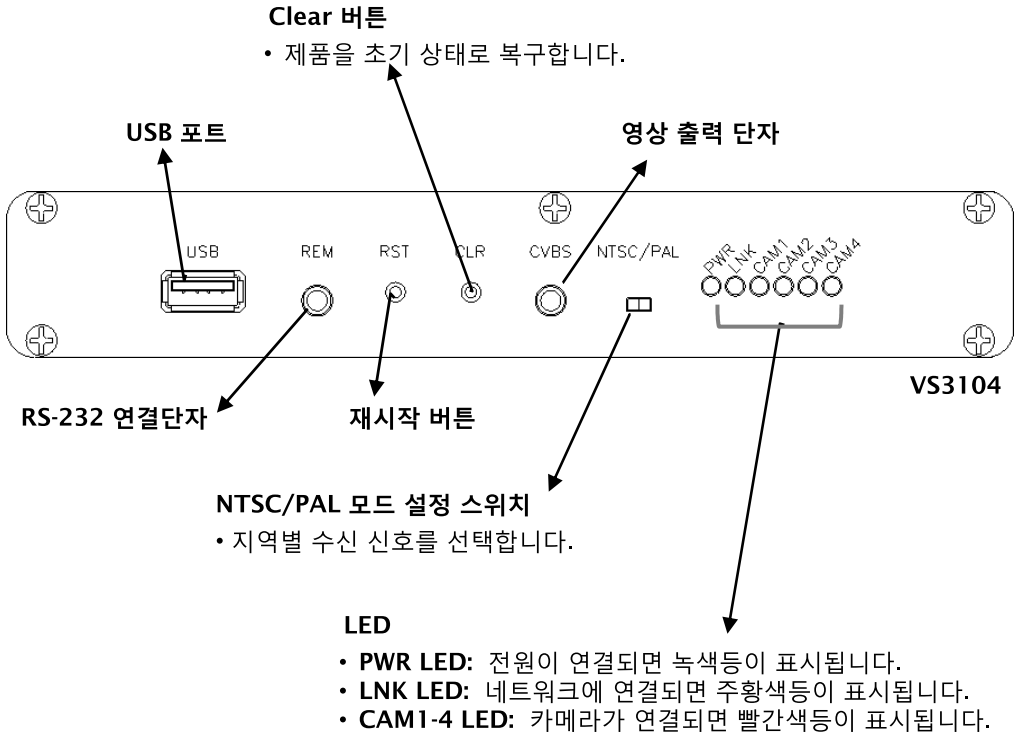 Clear 버튼
• 제품을 초기 상태로 복구합니다.
USB 포트
영상 출력 단자
USB
REM
RST
CLR
CVBS
NTSC/PAL
PWR
LNK
CAM1
CAM2
CAM3
CAM4
VS3104
RS-232 연결단자
재시작 버튼
NTSC/PAL 모드 설정 스위치
• 지역별 수신 신호를 선택합니다.
LED
• PWR LED: 전원이 연결되면 녹색등이 표시됩니다.
• LNK LED: 네트워크에 연결되면 주황색등이 표시됩니다.
• CAM1-4 LED: 카메라가 연결되면 빨간색등이 표시됩니다.